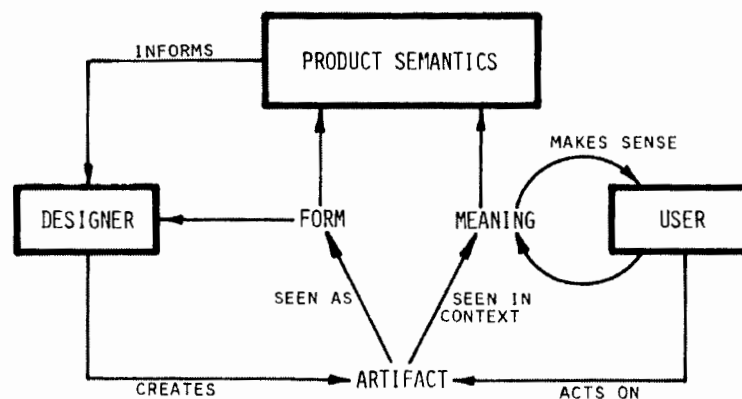 INFORMS
PRODUCT SEMANTICS
MAKES SENSE
DESIGNER
FORM
MEANING
USER
SEEN AS
SEEN IN
CONTEXT
ARTIFACT
CREATES
ACTS ON